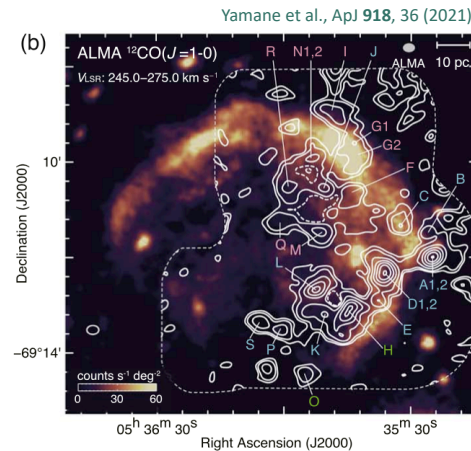 Yamane et al., ApJ 918, 36 (2021)
(b)
ALMA ¹²CO(J=1-0)
VLSR: 245.0–275.0 km s⁻¹
R N1,2 I J
ALMA 10 pc
G1
G2
10'
F
B
C
Q M
L
A1,2
D1,2
E
S P K H
−69°14'
O
counts s⁻¹ deg⁻²
0 30 60
05ʰ 36ᵐ 30ˢ 35ᵐ 30ˢ
Right Ascension (J2000)
Declination (J2000)